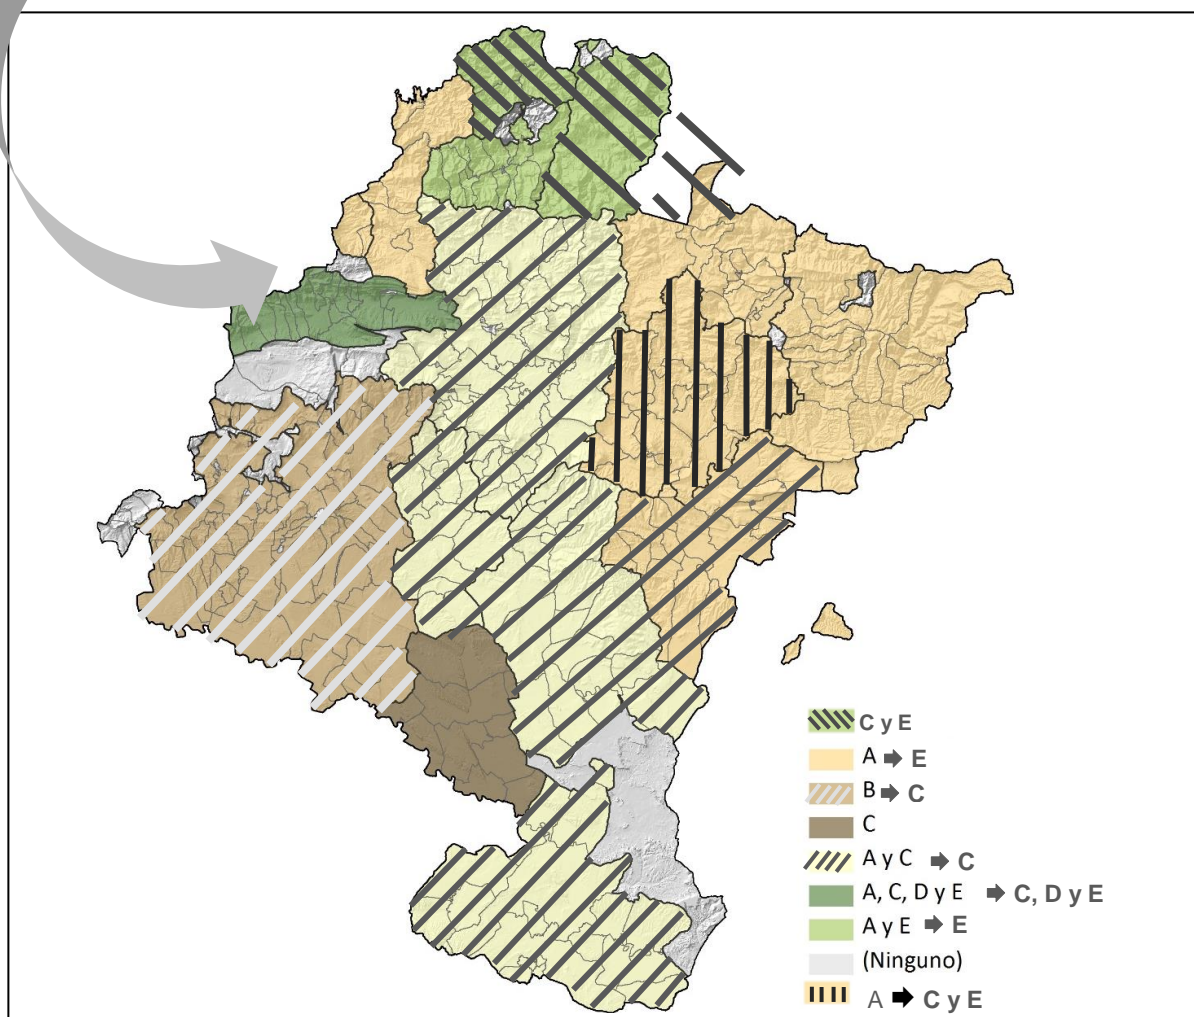 C y E
A ➡ E
B ➡ C
C
A y C ➡ C
A, C, D y E ➡ C, D y E
A y E ➡ E
(Ninguno)
A ➡ C y E